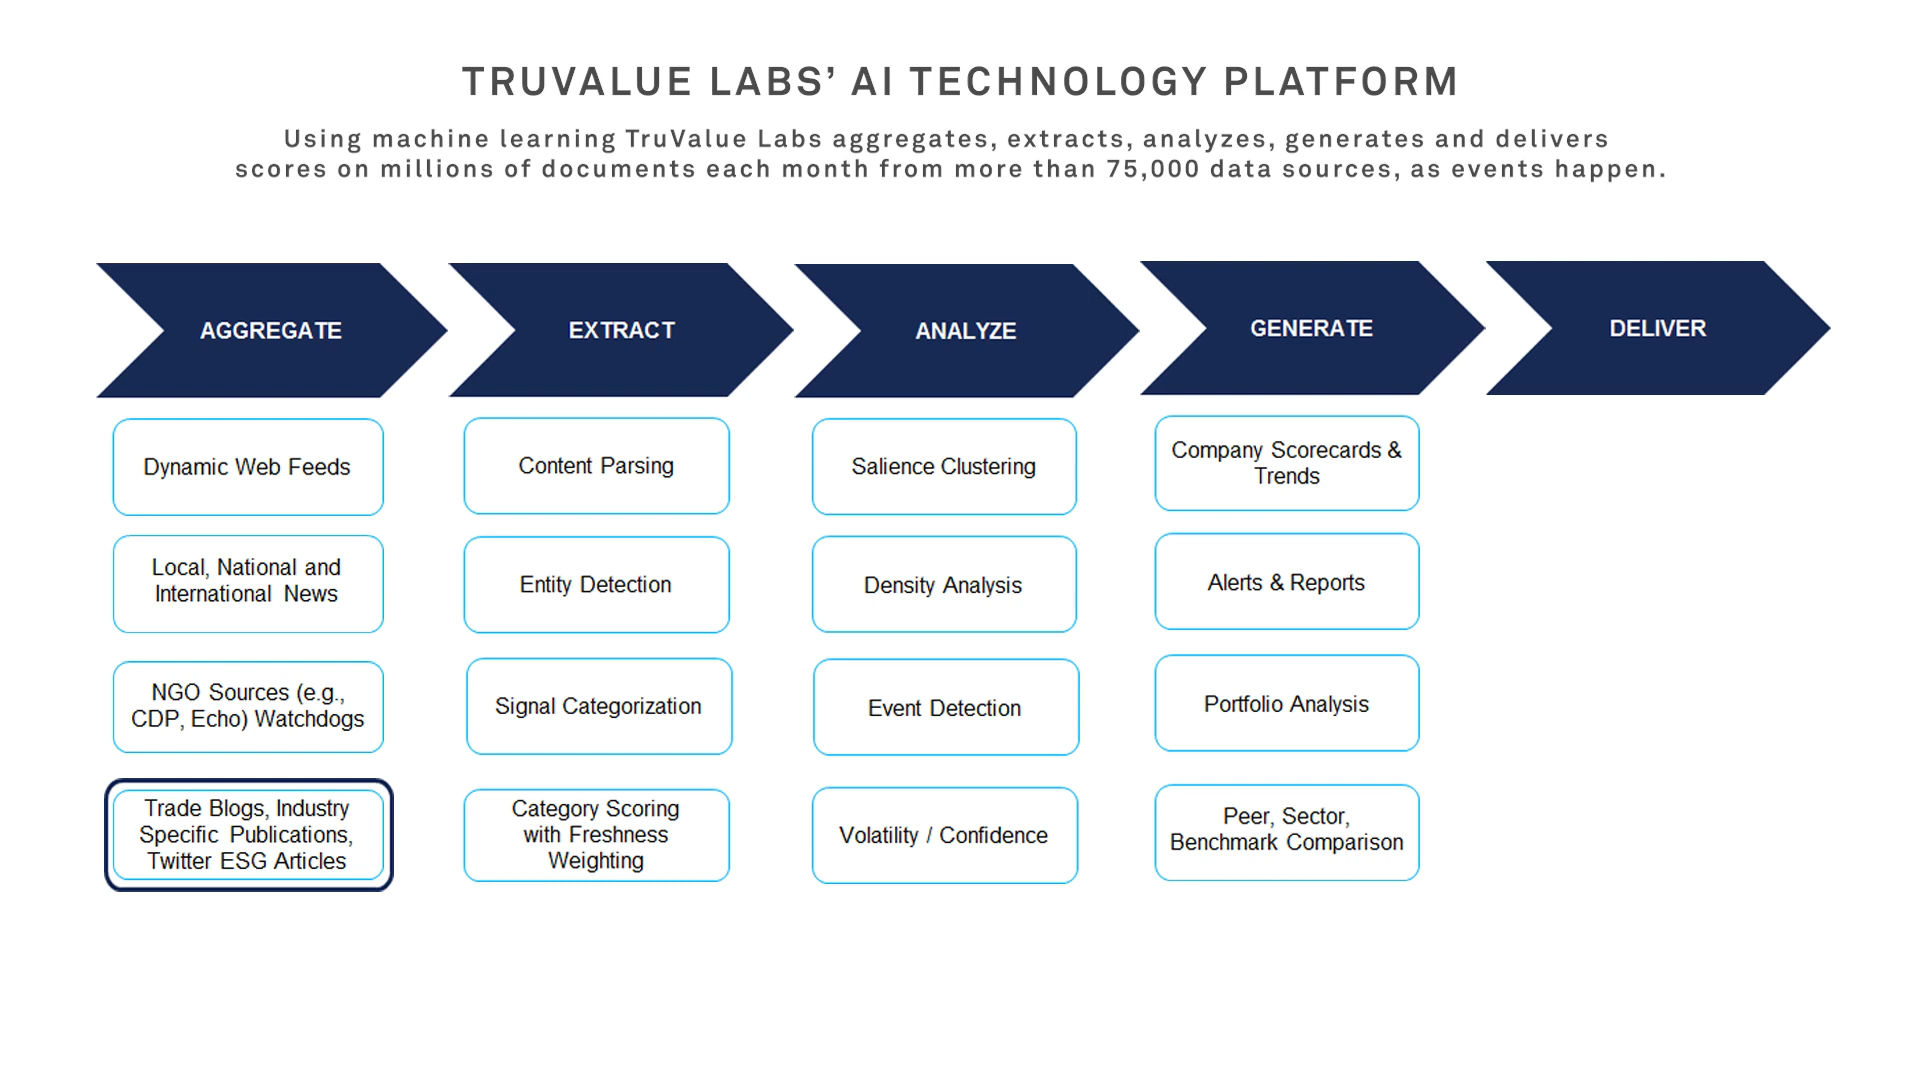 TRUVALUE LABS’ AI TECHNOLOGY PLATFORM
Using machine learning TruValue Labs aggregates, extracts, analyzes, generates and delivers
scores on millions of documents each month from more than 75,000 data sources, as events happen.
AGGREGATE
EXTRACT
ANALYZE
GENERATE
DELIVER
Dynamic Web Feeds
Content Parsing
Salience Clustering
Company Scorecards &
Trends
Local, National and
International News
Entity Detection
Density Analysis
Alerts & Reports
NGO Sources (e.g.,
CDP, Echo) Watchdogs
Signal Categorization
Event Detection
Portfolio Analysis
Trade Blogs, Industry
Specific Publications,
Twitter ESG Articles
Category Scoring
with Freshness
Weighting
Volatility / Confidence
Peer, Sector,
Benchmark Comparison